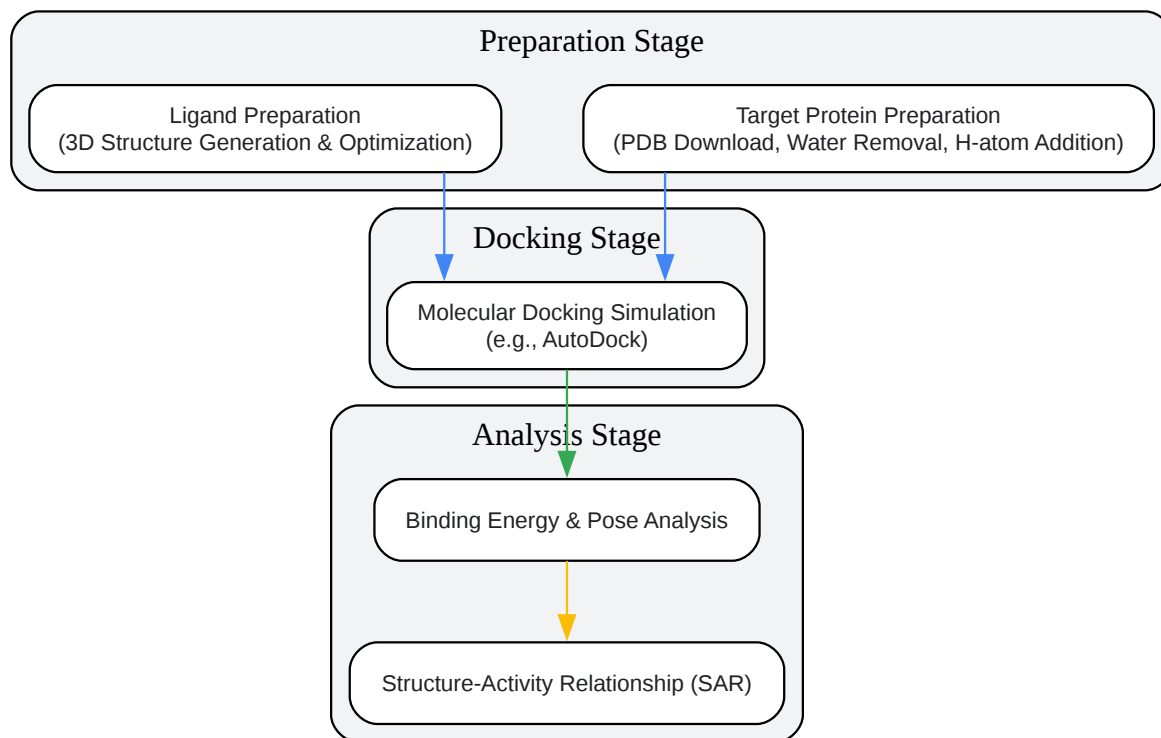 Preparation Stage
Ligand Preparation
(3D Structure Generation & Optimization)
Target Protein Preparation
(PDB Download, Water Removal, H-atom Addition)
Docking Stage
Molecular Docking Simulation
(e.g., AutoDock)
Analysis Stage
Binding Energy & Pose Analysis
Structure-Activity Relationship (SAR)